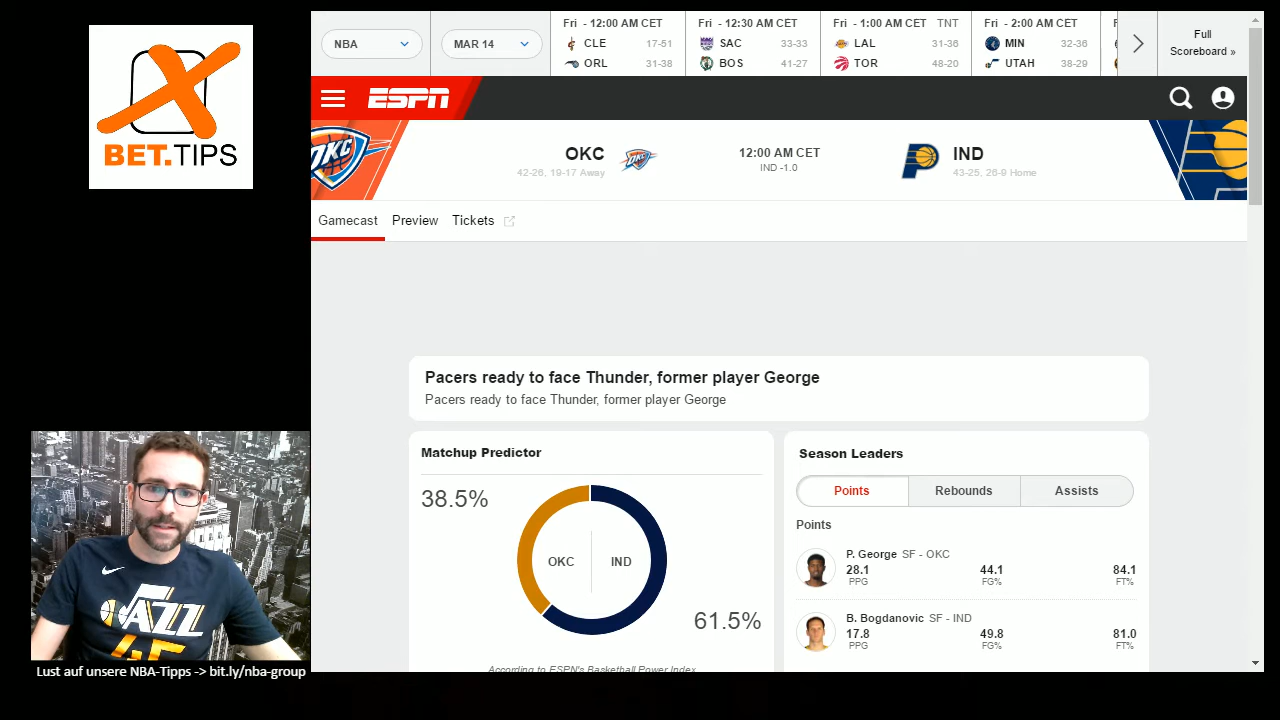 BET.TIPS
NBA
MAR 14
Fri - 12:00 AM CET
CLE 17-51
ORL 31-38
Fri - 12:30 AM CET
SAC 33-33
BOS 41-27
Fri - 1:00 AM CET TNT
LAL 31-36
TOR 48-20
Fri - 2:00 AM CET
MIN 32-36
UTAH 38-29
Full
Scoreboard »
ESPN
OKC
OKC
42-26, 19-17 Away
12:00 AM CET
IND -1.0
IND
43-25, 26-9 Home
Gamecast Preview Tickets
Pacers ready to face Thunder, former player George
Pacers ready to face Thunder, former player George
Matchup Predictor
38.5%
OKC IND
61.5%
According to ESPN's Basketball Power Index
Season Leaders
Points Rebounds Assists
Points
P. George SF - OKC
28.1 44.1 84.1
PPG FG% FT%
B. Bogdanovic SF - IND
17.8 49.8 81.0
PPG FG% FT%
JAZZ
45
Lust auf unsere NBA-Tipps -> bit.ly/nba-group